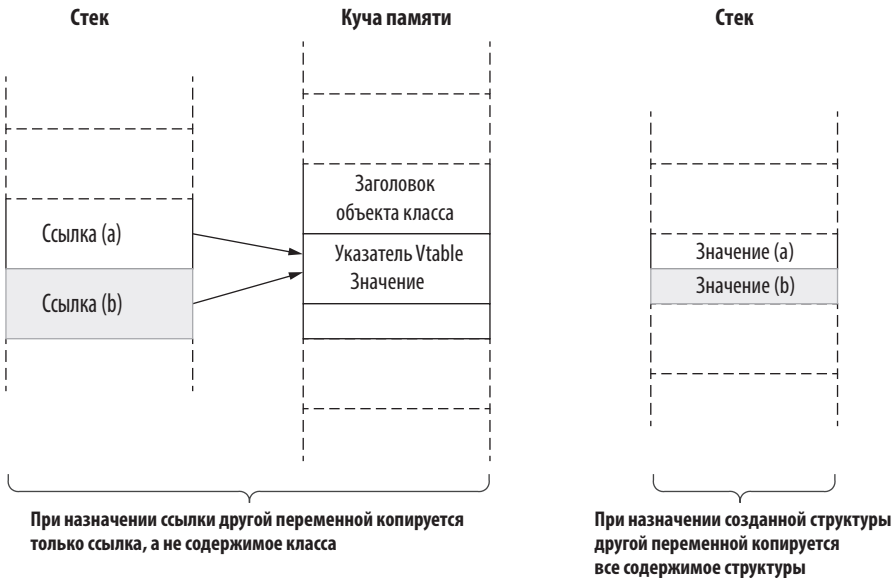 Стек
Куча памяти
Стек
Заголовок
объекта класса
Ссылка (a)
Указатель Vtable
Значение
Ссылка (b)
Значение (a)
Значение (b)
При назначении ссылки другой переменной копируется
только ссылка, а не содержимое класса
При назначении созданной структуры
другой переменной копируется
все содержимое структуры